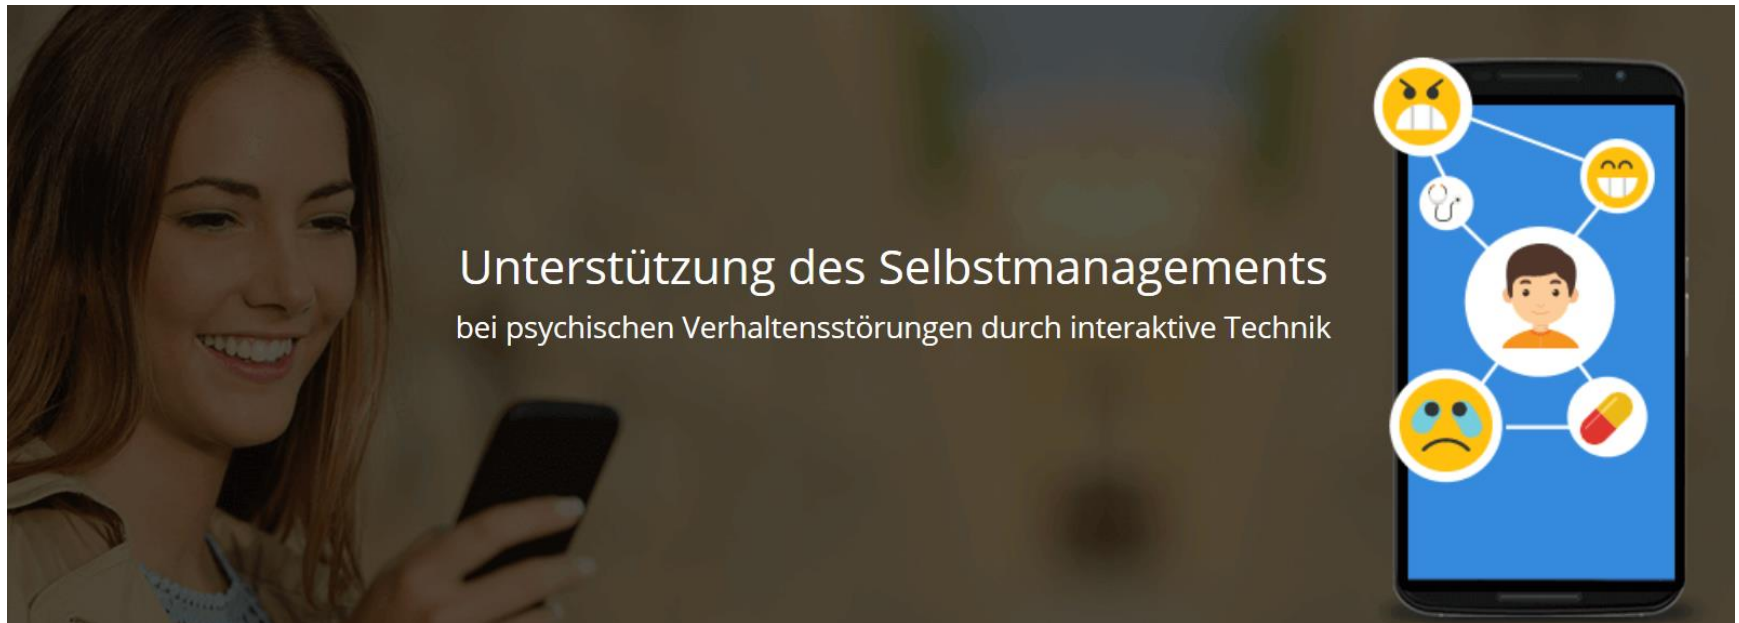 Unterstützung des Selbstmanagements
bei psychischen Verhaltensstörungen durch interaktive Technik